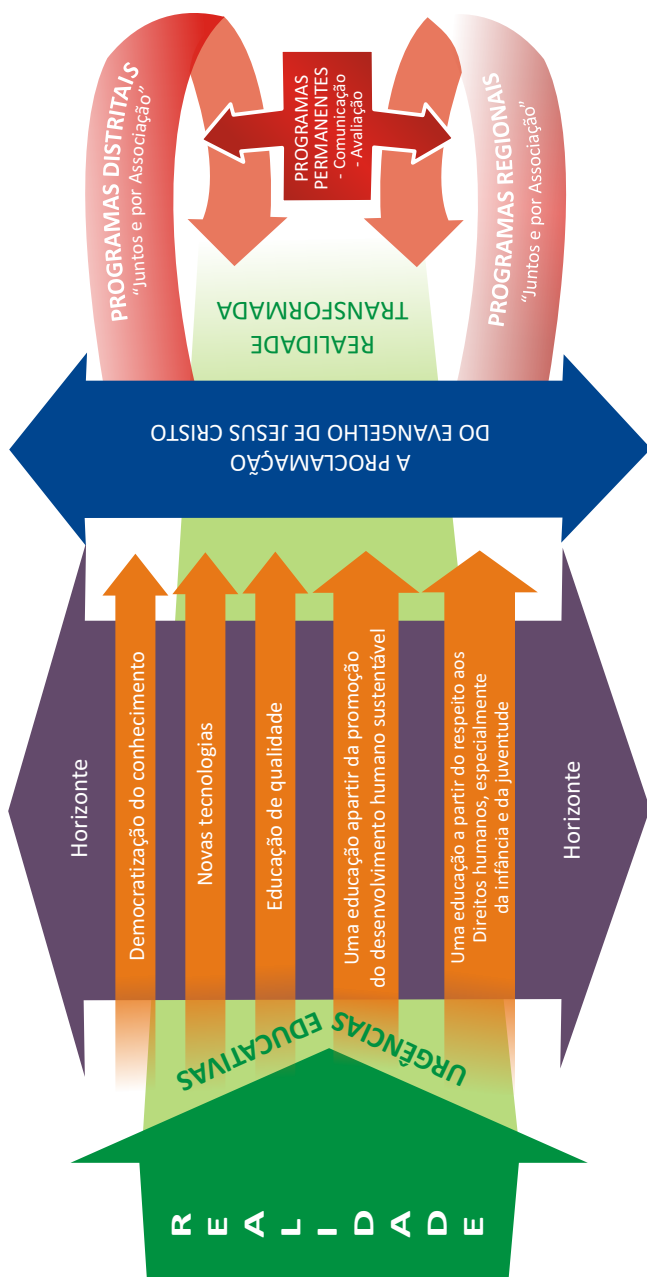 PROGRAMAS DISTRITAIS
"Juntos e por Associação"
PROGRAMAS
PERMANENTES
- Comunicação
- Avaliação
PROGRAMAS REGIONAIS
"Juntos e por Associação"
REALIDADE
TRANSFORMADA
A PROCLAMAÇÃO
DO EVANGELHO DE JESUS CRISTO
Horizonte
Democratização do conhecimento
Novas tecnologias
Educação de qualidade
Uma educação apartir da promoção
do desenvolvimento humano sustentável
Uma educação a partir do respeito aos
Direitos humanos, especialmente
da infância e da juventude
Horizonte
URGÊNCIAS EDUCATIVAS
REALIDADE